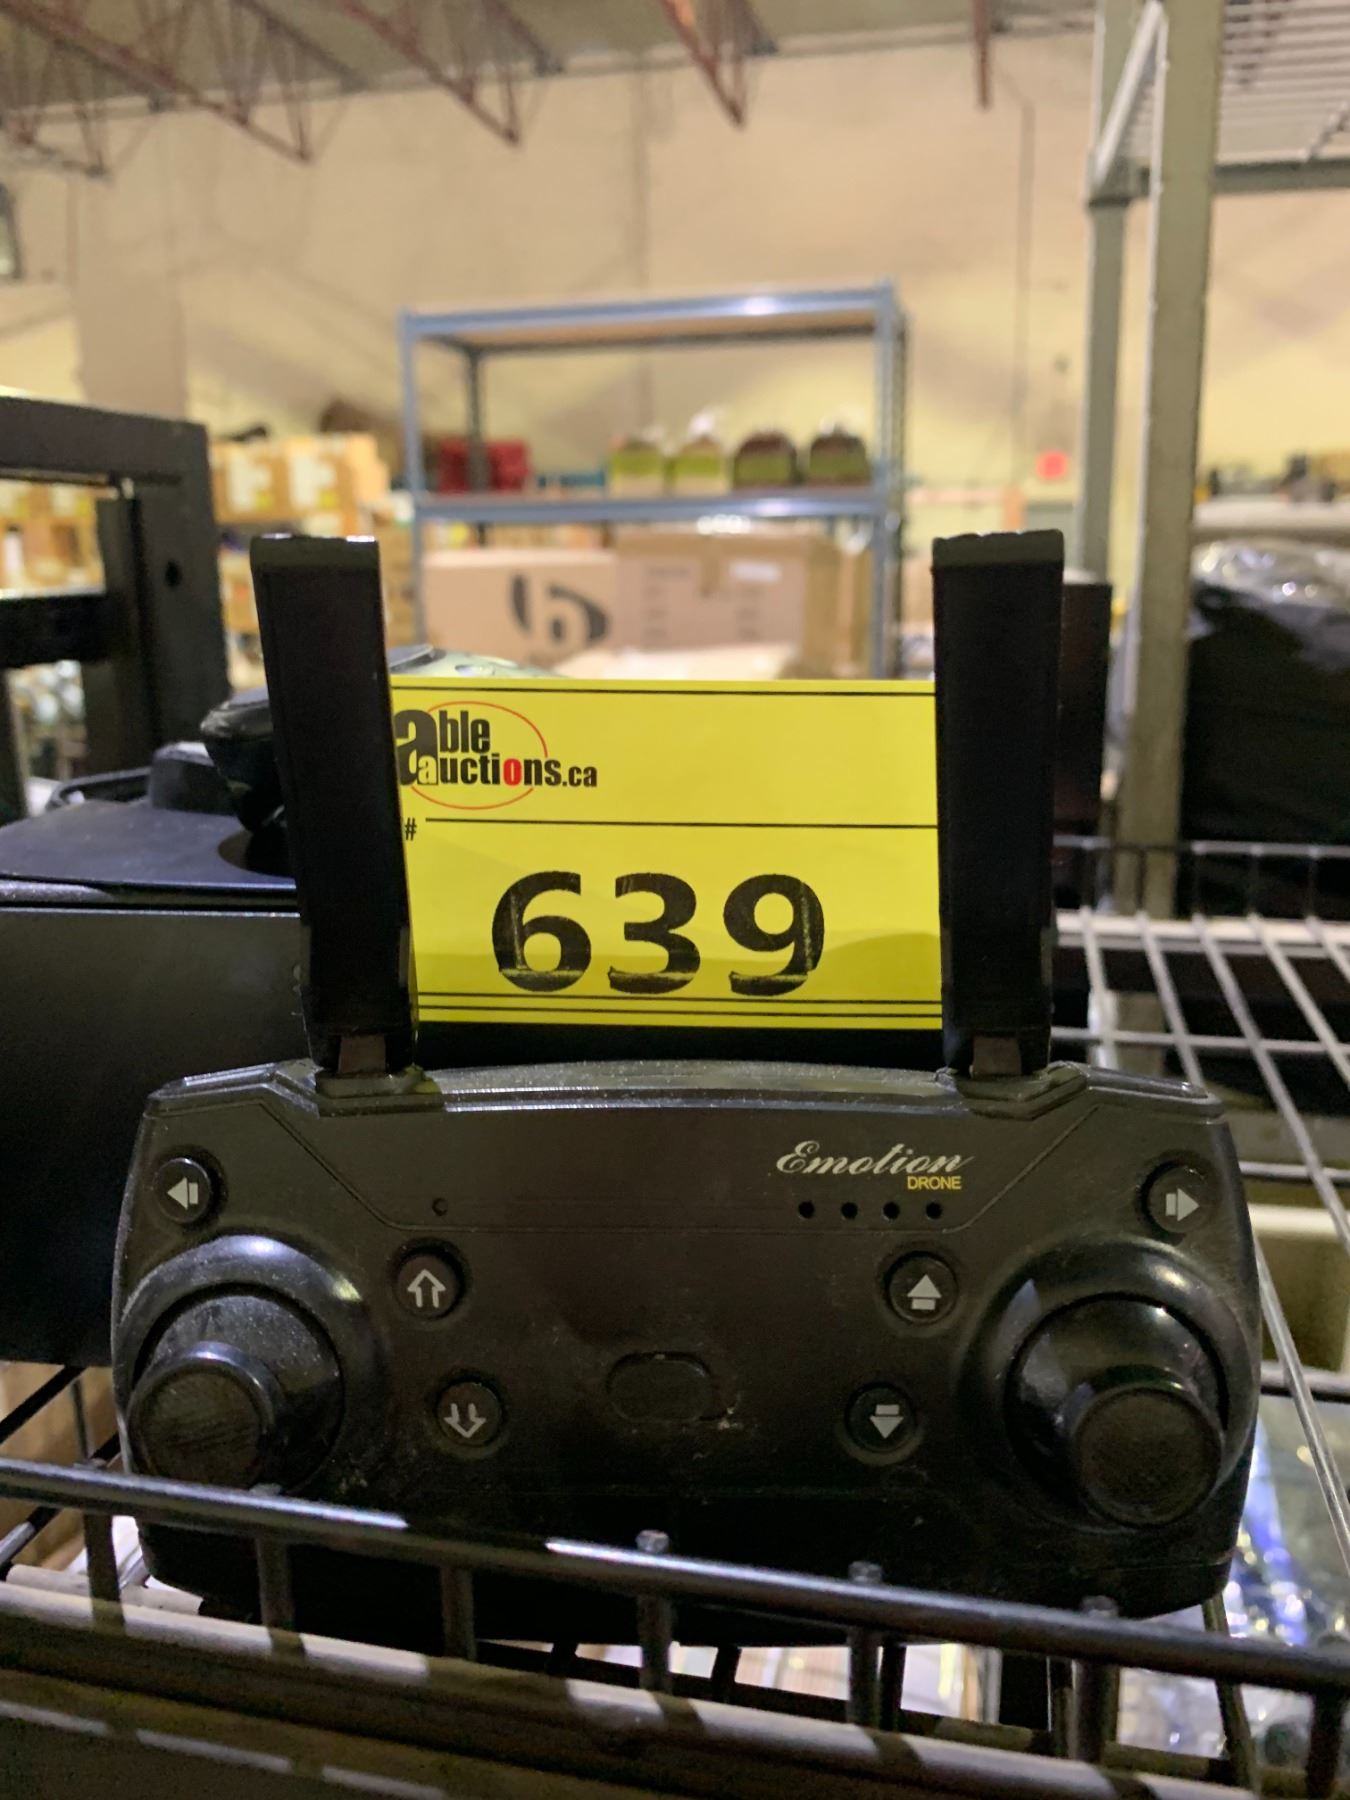 able
auctions.ca
#
639
Emotion
DRONE